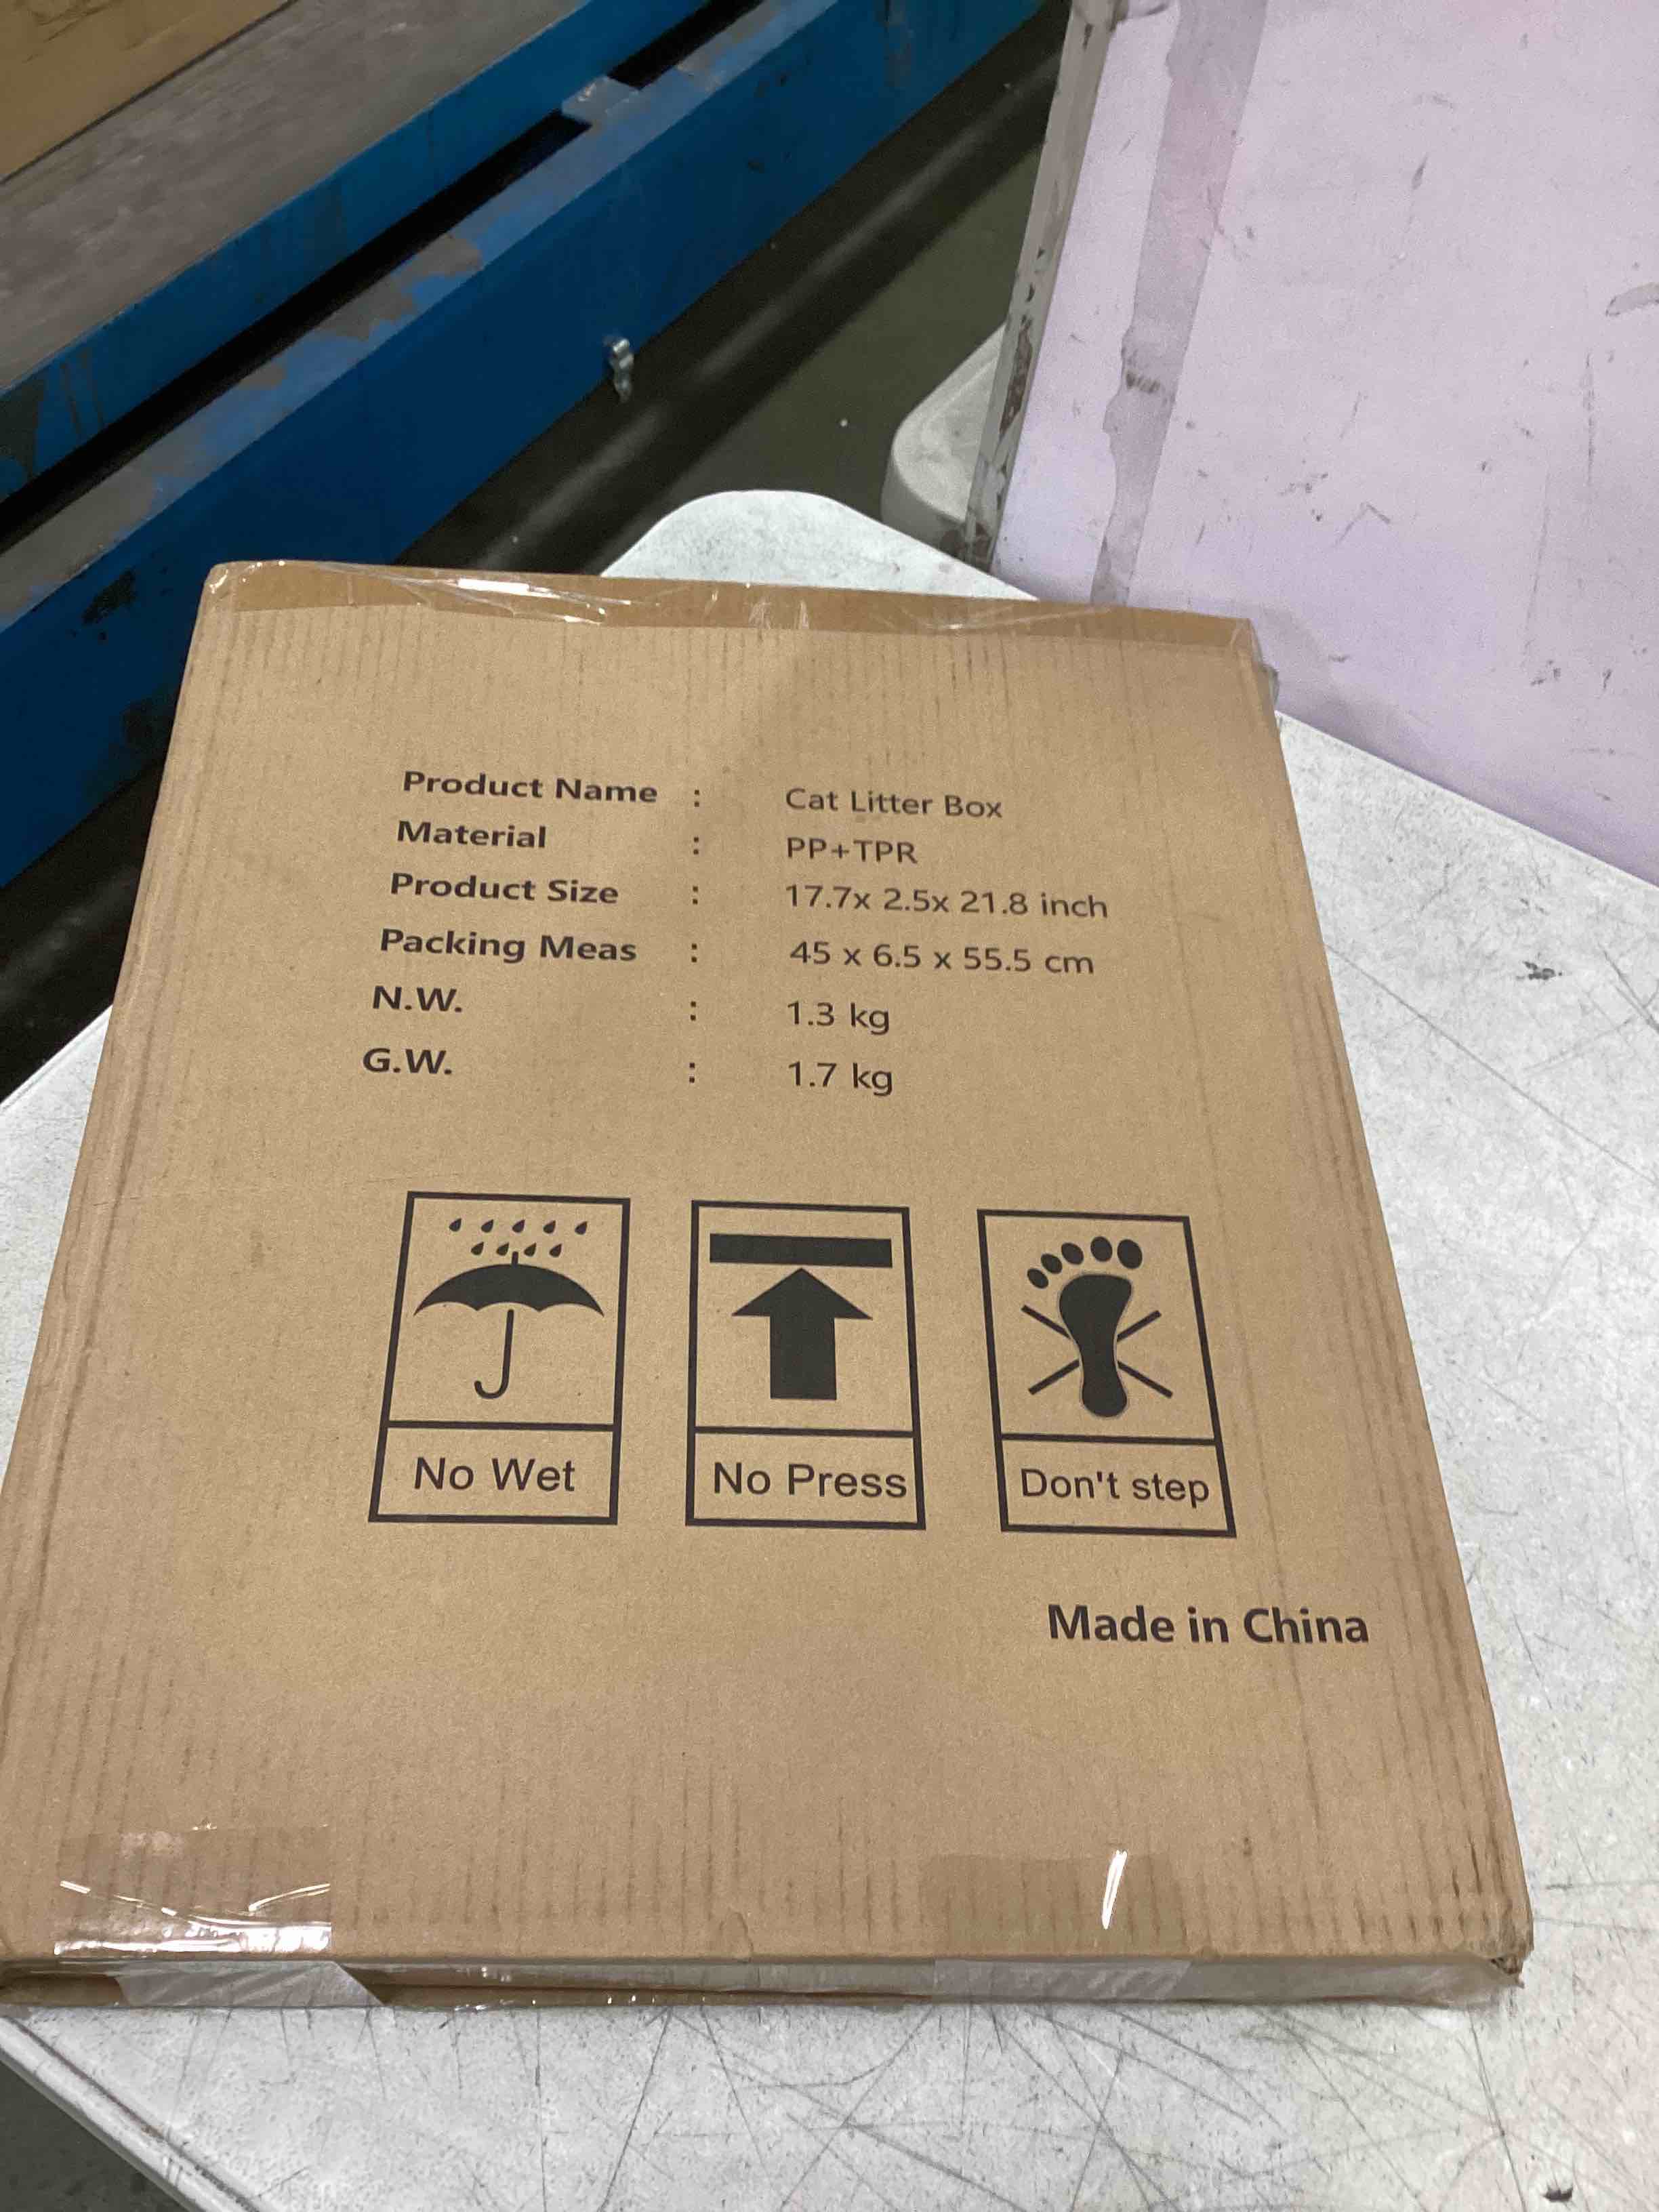 Product Name : Cat Litter Box
Material : PP+TPR
Product Size : 17.7x 2.5x 21.8 inch
Packing Meas : 45 x 6.5 x 55.5 cm
N.W. : 1.3 kg
G.W. : 1.7 kg
No Wet
No Press
Don't step
Made in China